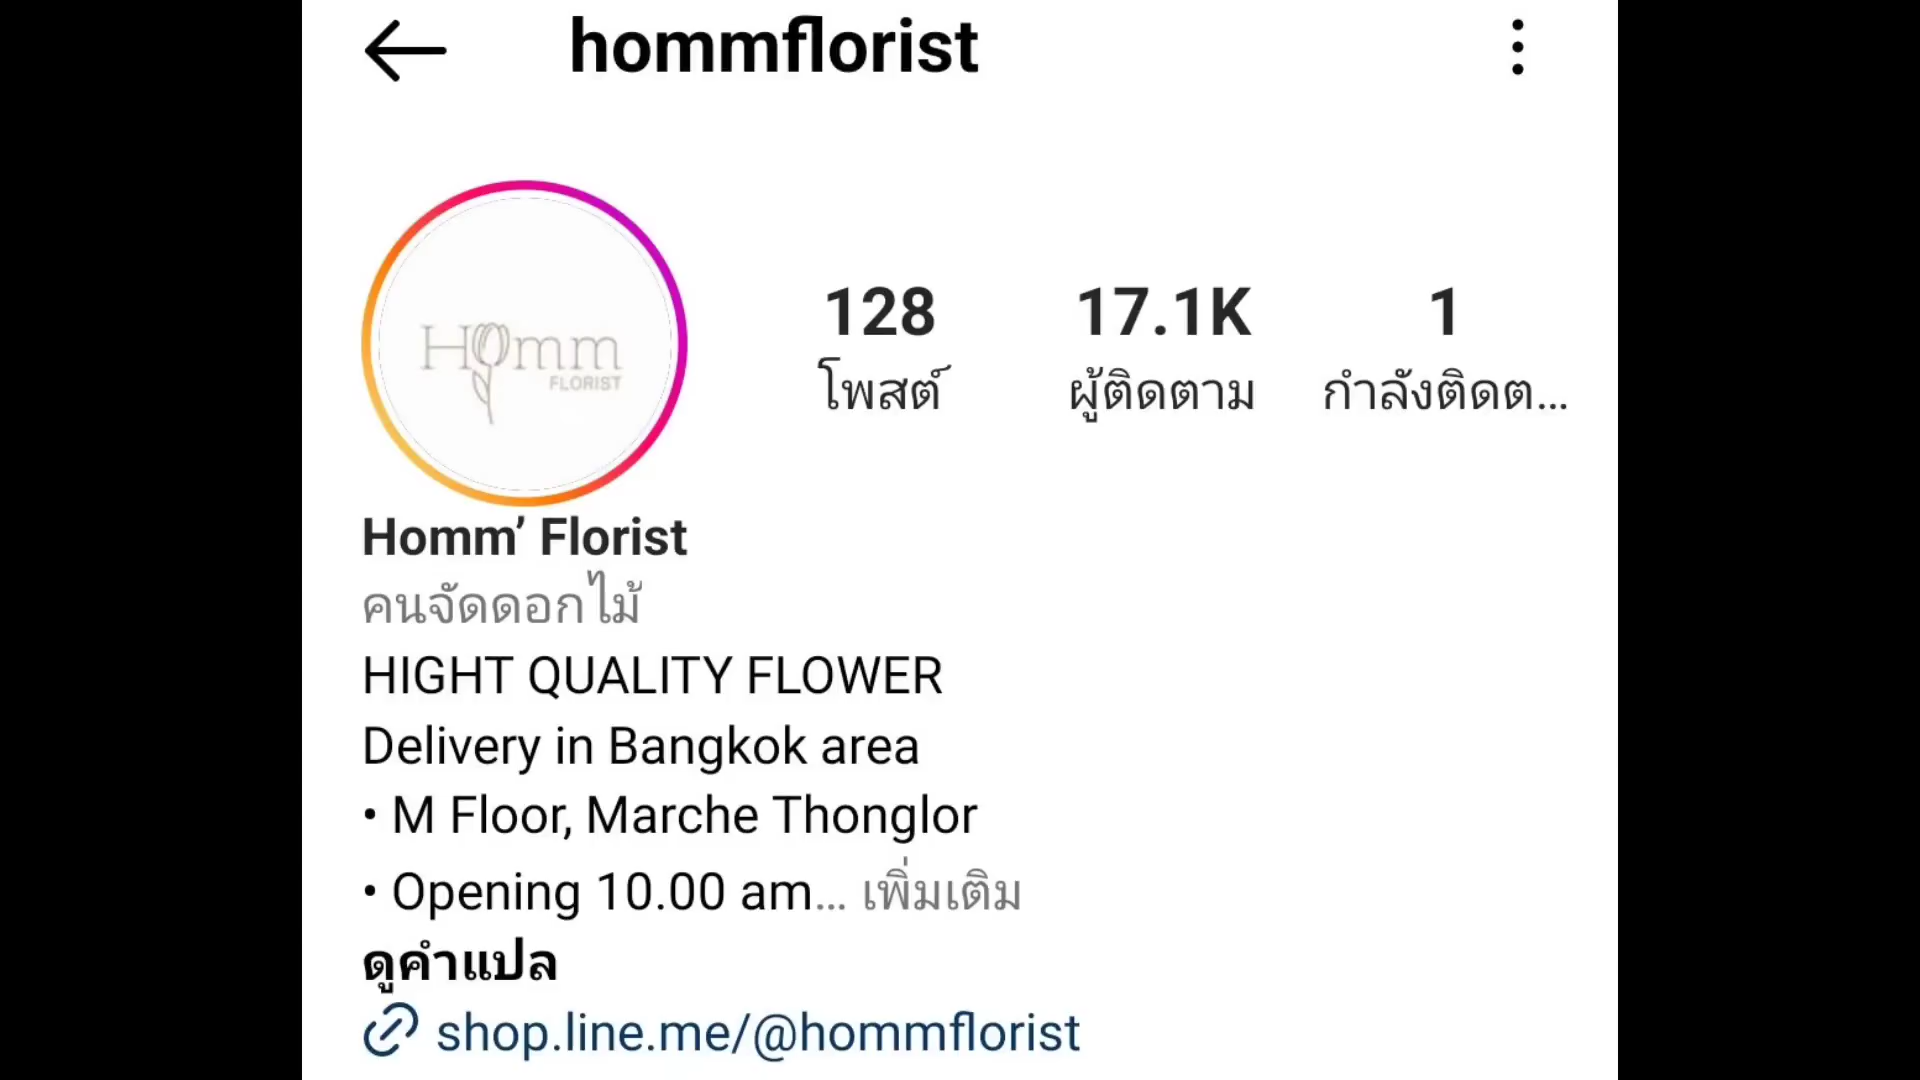 hommflorist
Homm
FLORIST
128 17.1K 1
โพสต์ ผู้ติดตาม กำลังติดต...
Homm’ Florist
คนจัดดอกไม้
HIGHT QUALITY FLOWER
Delivery in Bangkok area
• M Floor, Marche Thonglor
• Opening 10.00 am... เพิ่มเติม
ดูคำแปล
shop.line.me/@hommflorist